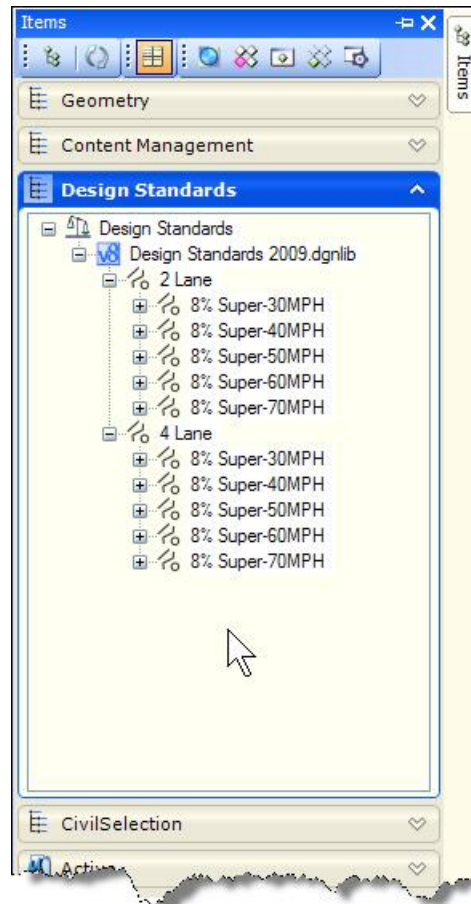 Items
Items
Geometry
Content Management
Design Standards
Design Standards
V8 Design Standards 2009.dgnlib
2 Lane
8% Super-30MPH
8% Super-40MPH
8% Super-50MPH
8% Super-60MPH
8% Super-70MPH
4 Lane
8% Super-30MPH
8% Super-40MPH
8% Super-50MPH
8% Super-60MPH
8% Super-70MPH
CivilSelection